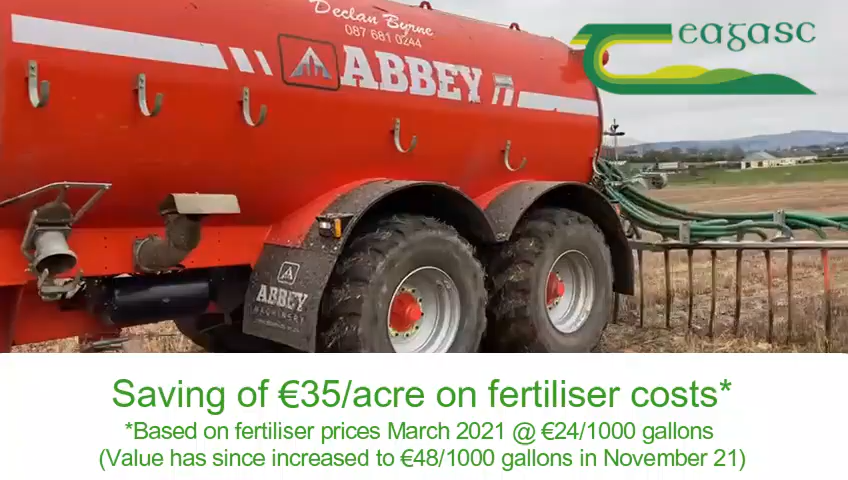 Declan Byrne
087 681 0244
ABBEY
eagasc
ABBEY
MACHINERY
Saving of €35/acre on fertiliser costs*
*Based on fertiliser prices March 2021 @ €24/1000 gallons
(Value has since increased to €48/1000 gallons in November 21)